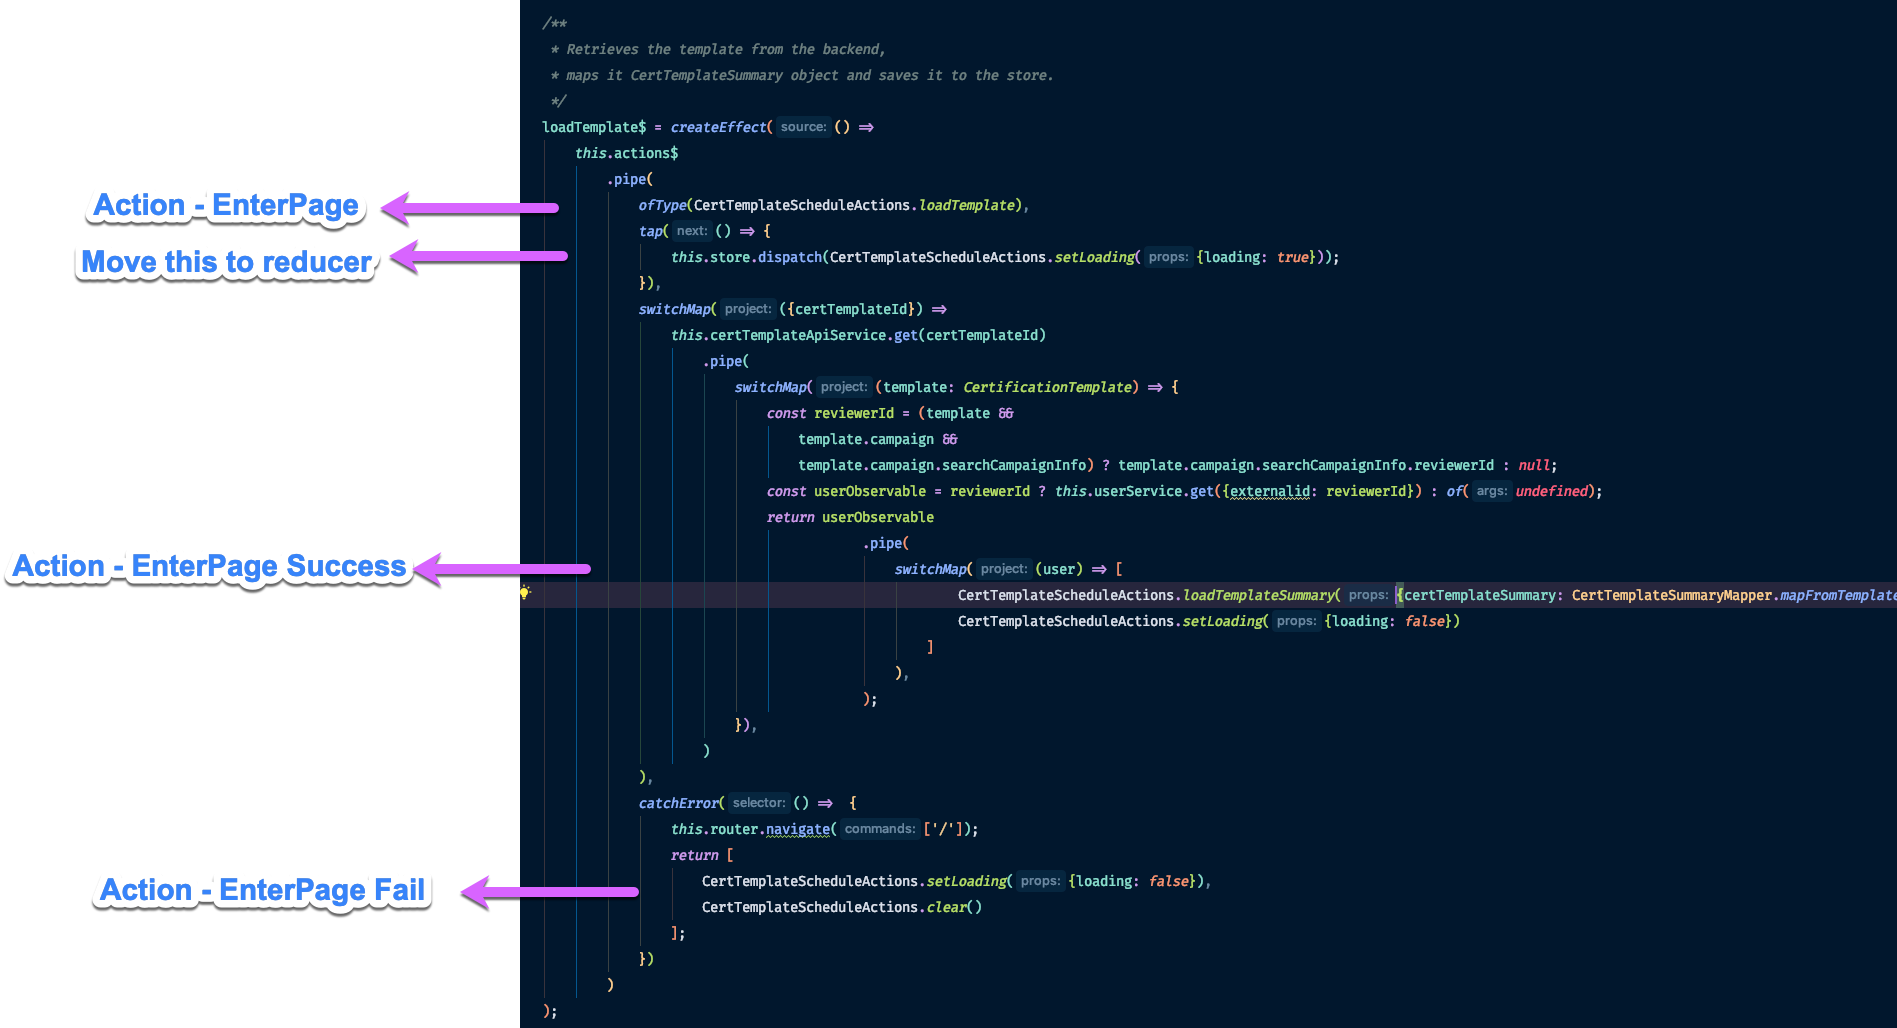 /**
* Retrieves the template from the backend,
* maps it CertTemplateSummary object and saves it to the store.
*/
loadTemplate$ = createEffect( source: () ⇒
this.actions$
.pipe(
Action - EnterPage
ofType(CertTemplateScheduleActions.loadTemplate),
tap( next: () ⇒ {
Move this to reducer
this.store.dispatch(CertTemplateScheduleActions.setLoading( props: {loading: true}));
}),
switchMap( project: ({certTemplateId}) ⇒
this.certTemplateApiService.get(certTemplateId)
.pipe(
switchMap( project: (template: CertificationTemplate) ⇒ {
const reviewerId = (template &&
template.campaign &&
template.campaign.searchCampaignInfo) ? template.campaign.searchCampaignInfo.reviewerId : null;
const userObservable = reviewerId ? this.userService.get({externalid: reviewerId}) : of( args: undefined);
return userObservable
.pipe(
Action - EnterPage Success
switchMap( project: (user) ⇒ [
CertTemplateScheduleActions.loadTemplateSummary( props: {certTemplateSummary: CertTemplateSummaryMapper.mapFromTemplate
CertTemplateScheduleActions.setLoading( props: {loading: false})
]
),
);
}),
)
),
catchError( selector: () ⇒ {
this.router.navigate( commands: ['/']);
return [
Action - EnterPage Fail
CertTemplateScheduleActions.setLoading( props: {loading: false}),
CertTemplateScheduleActions.clear()
];
})
)
);